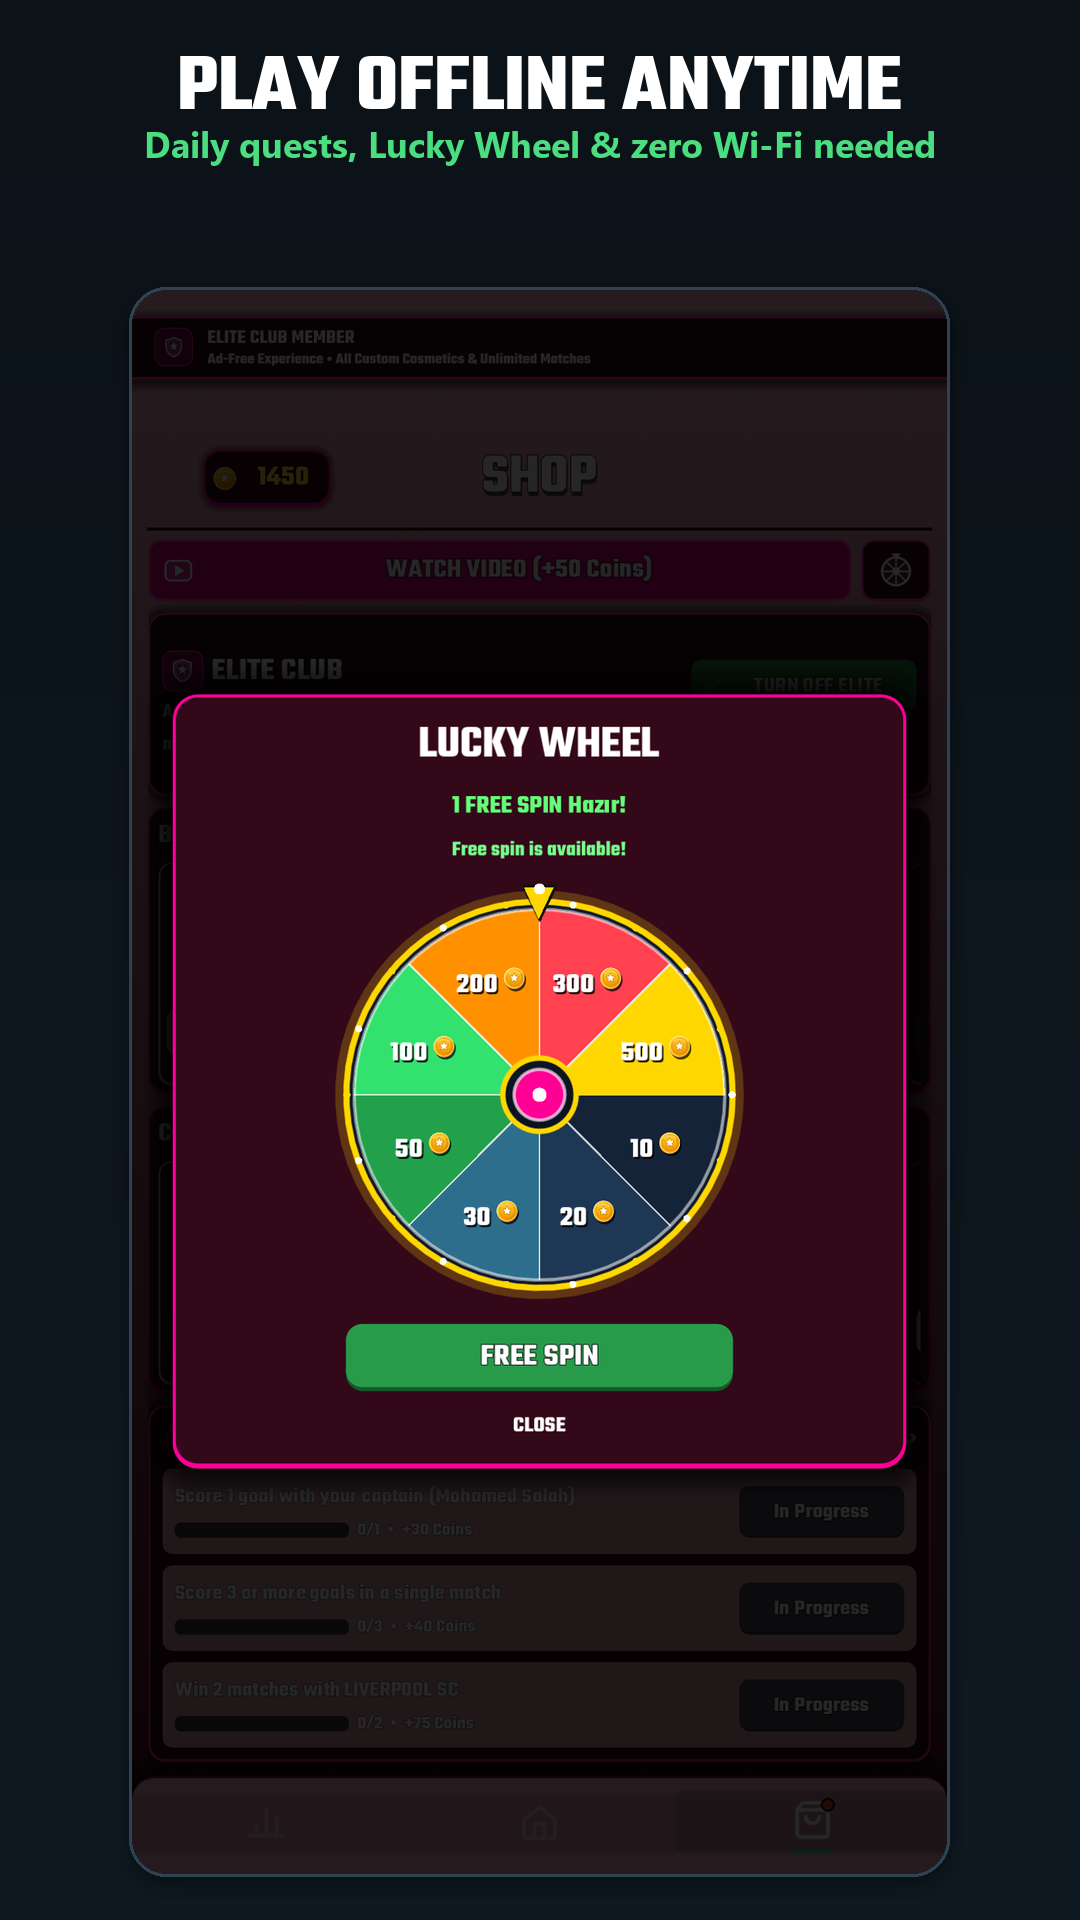 PLAY OFFLINE ANYTIME
Daily quests, Lucky Wheel & zero Wi-Fi needed
ELITE CLUB MEMBER
Ad-Free Experience • All Custom Cosmetics & Unlimited Matches
1450
SHOP
WATCH VIDEO (+50 Coins)
ELITE CLUB
TURN OFF ELITE
LUCKY WHEEL
1 FREE SPIN Hazır!
Free spin is available!
200
300
100
500
50
10
30
20
FREE SPIN
CLOSE
Score 1 goal with your captain (Mohamed Salah)
0/1 • +30 Coins
In Progress
Score 3 or more goals in a single match
0/3 • +40 Coins
In Progress
Win 2 matches with LIVERPOOL SC
0/2 • +75 Coins
In Progress